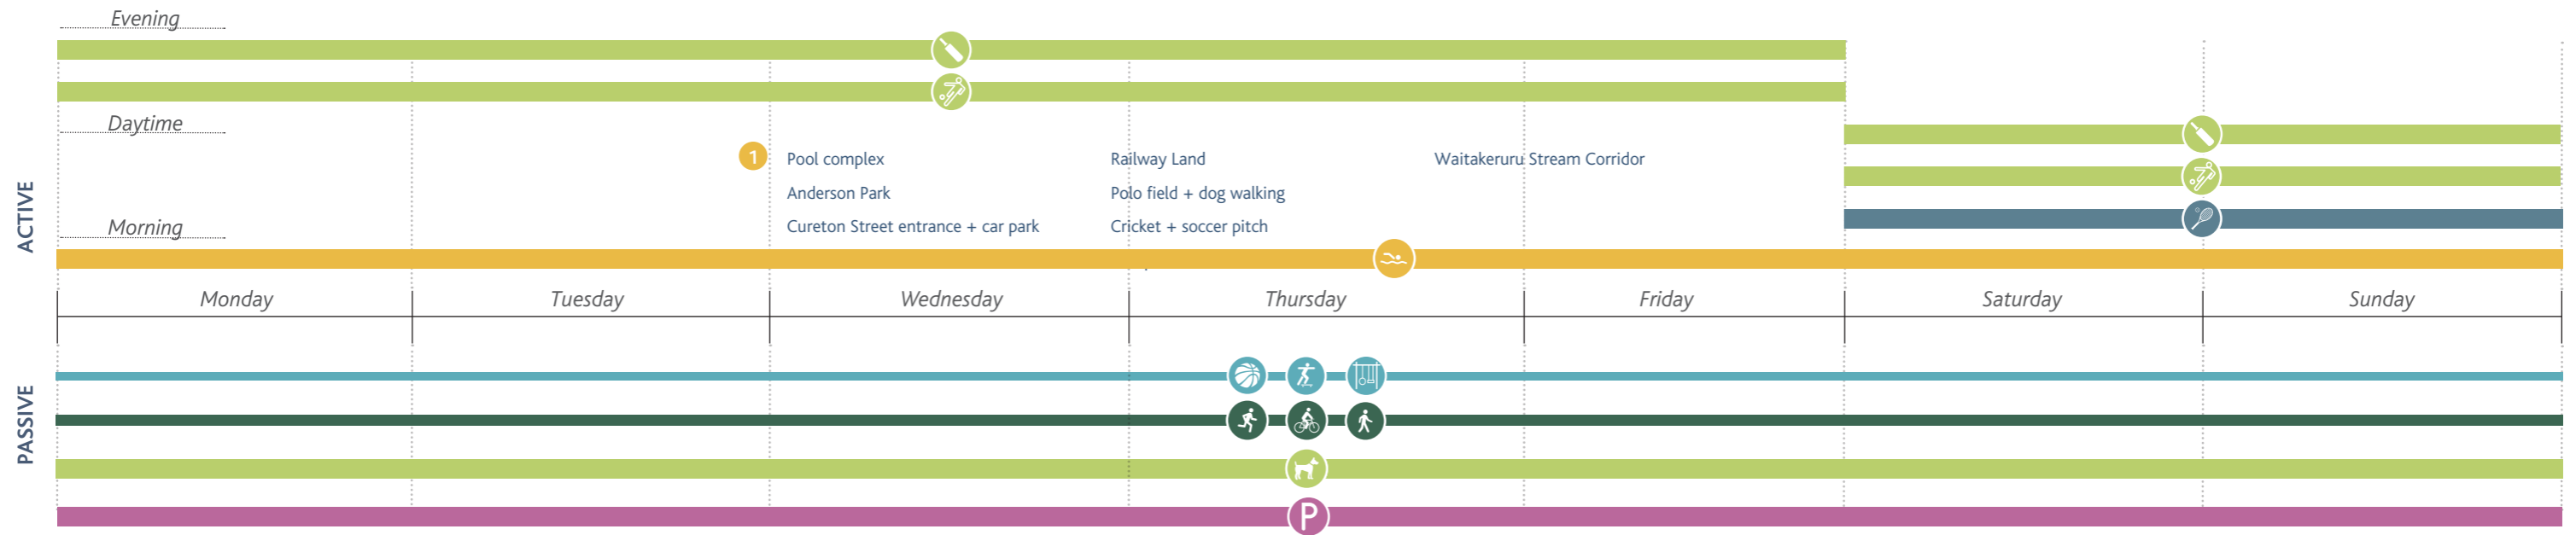 Evening
Daytime
1 Pool complex Railway Land Waitakeruru Stream Corridor
Anderson Park Polo field + dog walking
Cureton Street entrance + car park Cricket + soccer pitch
Morning
ACTIVE
Monday Tuesday Wednesday Thursday Friday Saturday Sunday
PASSIVE
P